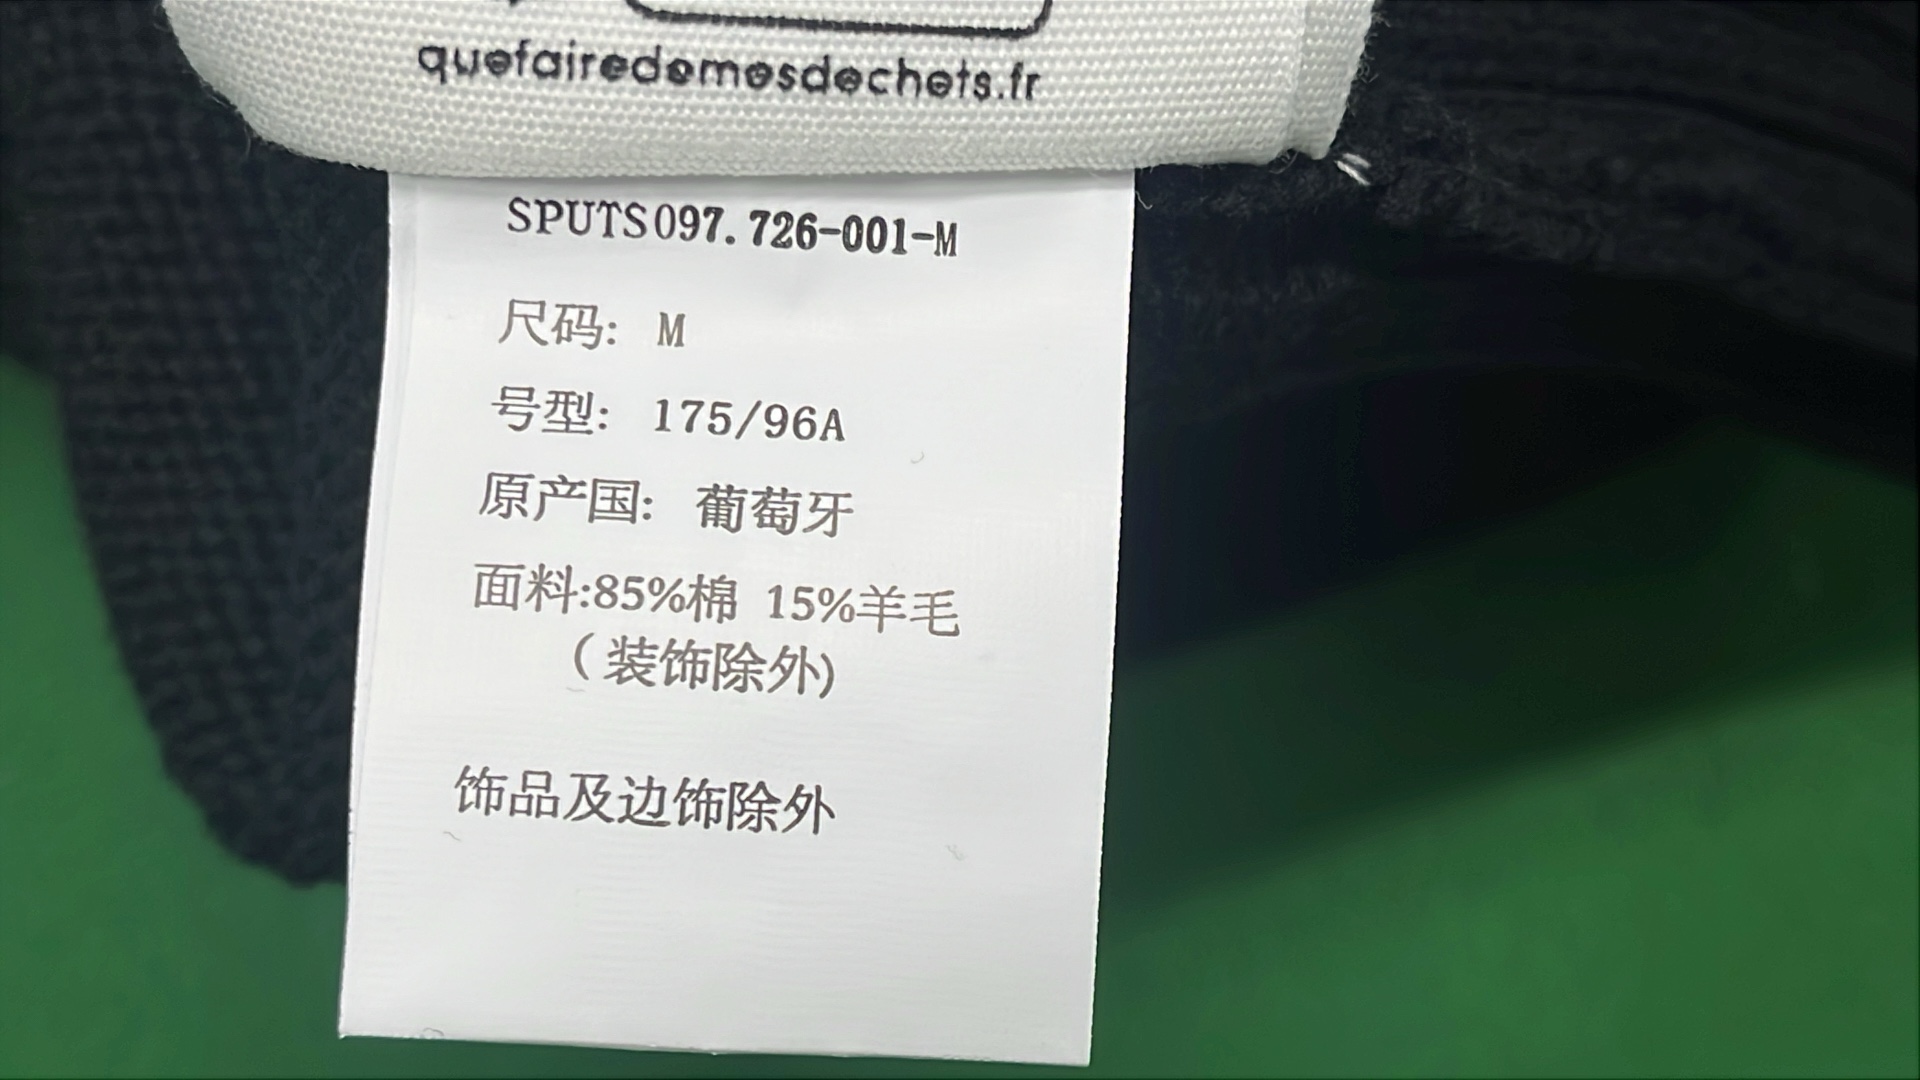 quefairedemesdechets.fr
SPUTS097.726-001-M
尺码: M
号型: 175/96A
原产国: 葡萄牙
面料:85%棉 15%羊毛
(装饰除外)
饰品及边饰除外